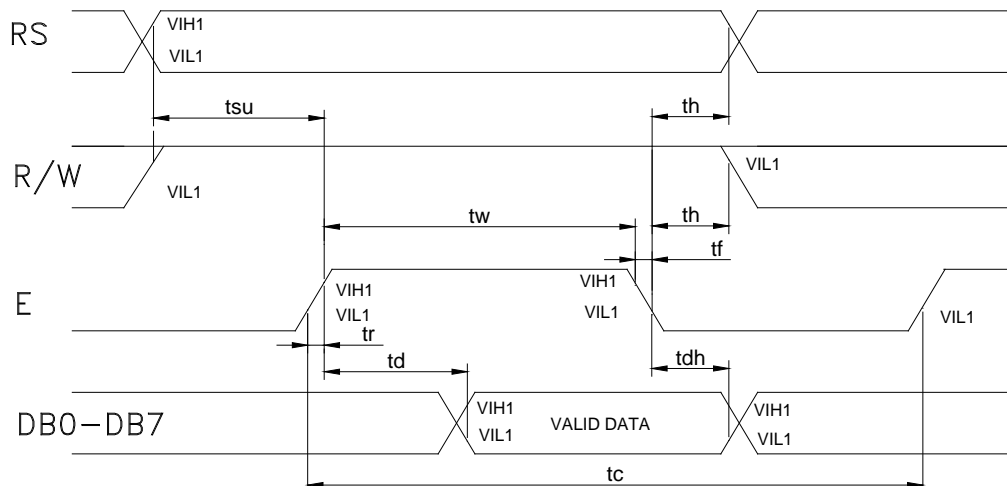 RS
VIH1
VIL1
tsu
th
R/W
VIL1
VIL1
tw
th
tf
E
VIH1
VIL1
VIH1
VIL1
VIL1
tr
td
tdh
DB0-DB7
VIH1
VIL1
VALID DATA
VIH1
VIL1
tc